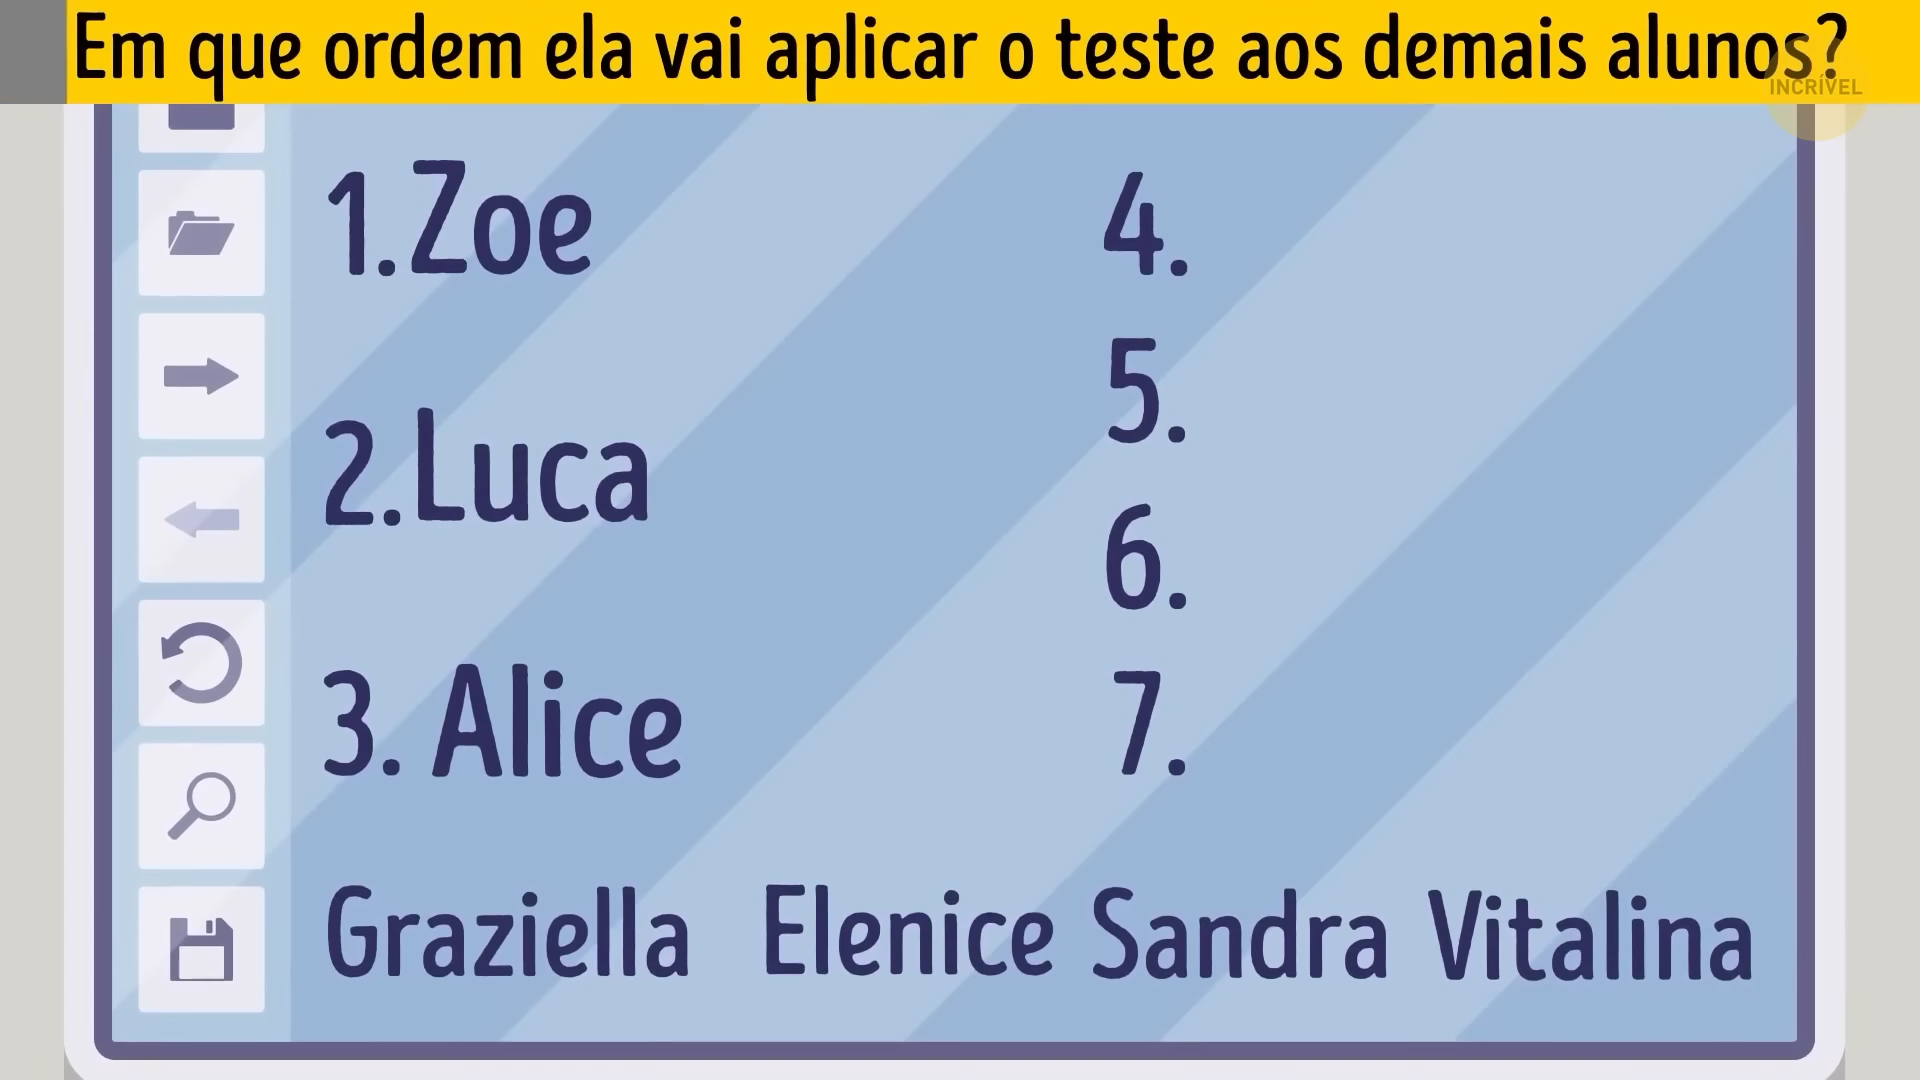 Em que ordem ela vai aplicar o teste aos demais alunos?
INCRÍVEL
1.Zoe
2.Luca
3. Alice
4.
5.
6.
7.
Graziella Elenice Sandra Vitalina